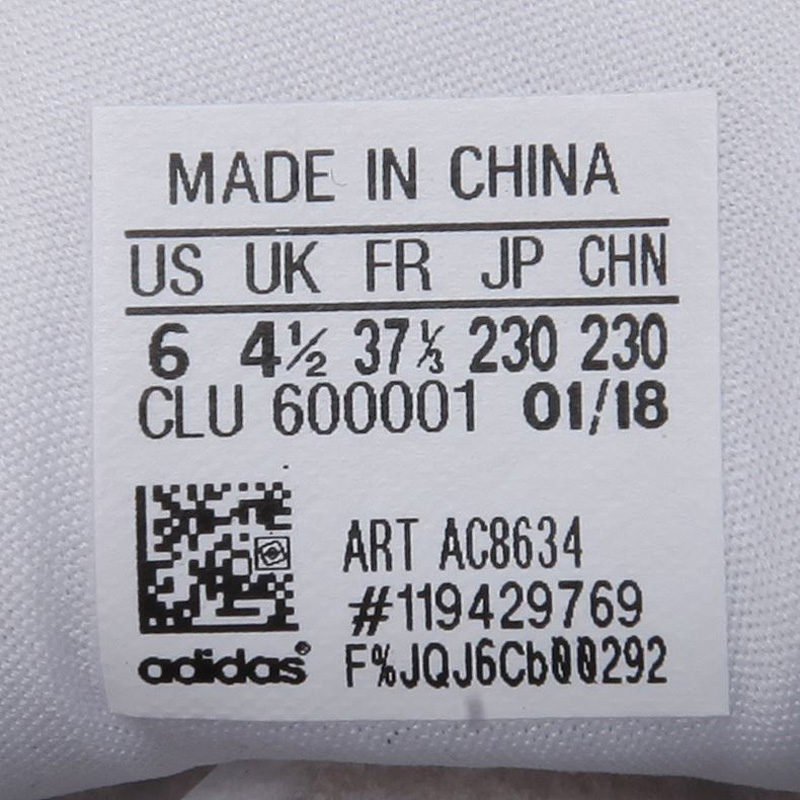 MADE IN CHINA
US UK FR JP CHN
6 4½ 37⅓ 230 230
CLU 600001 01/18
ART AC8634
#119429769
adidas® F%JQJ6Cb00292